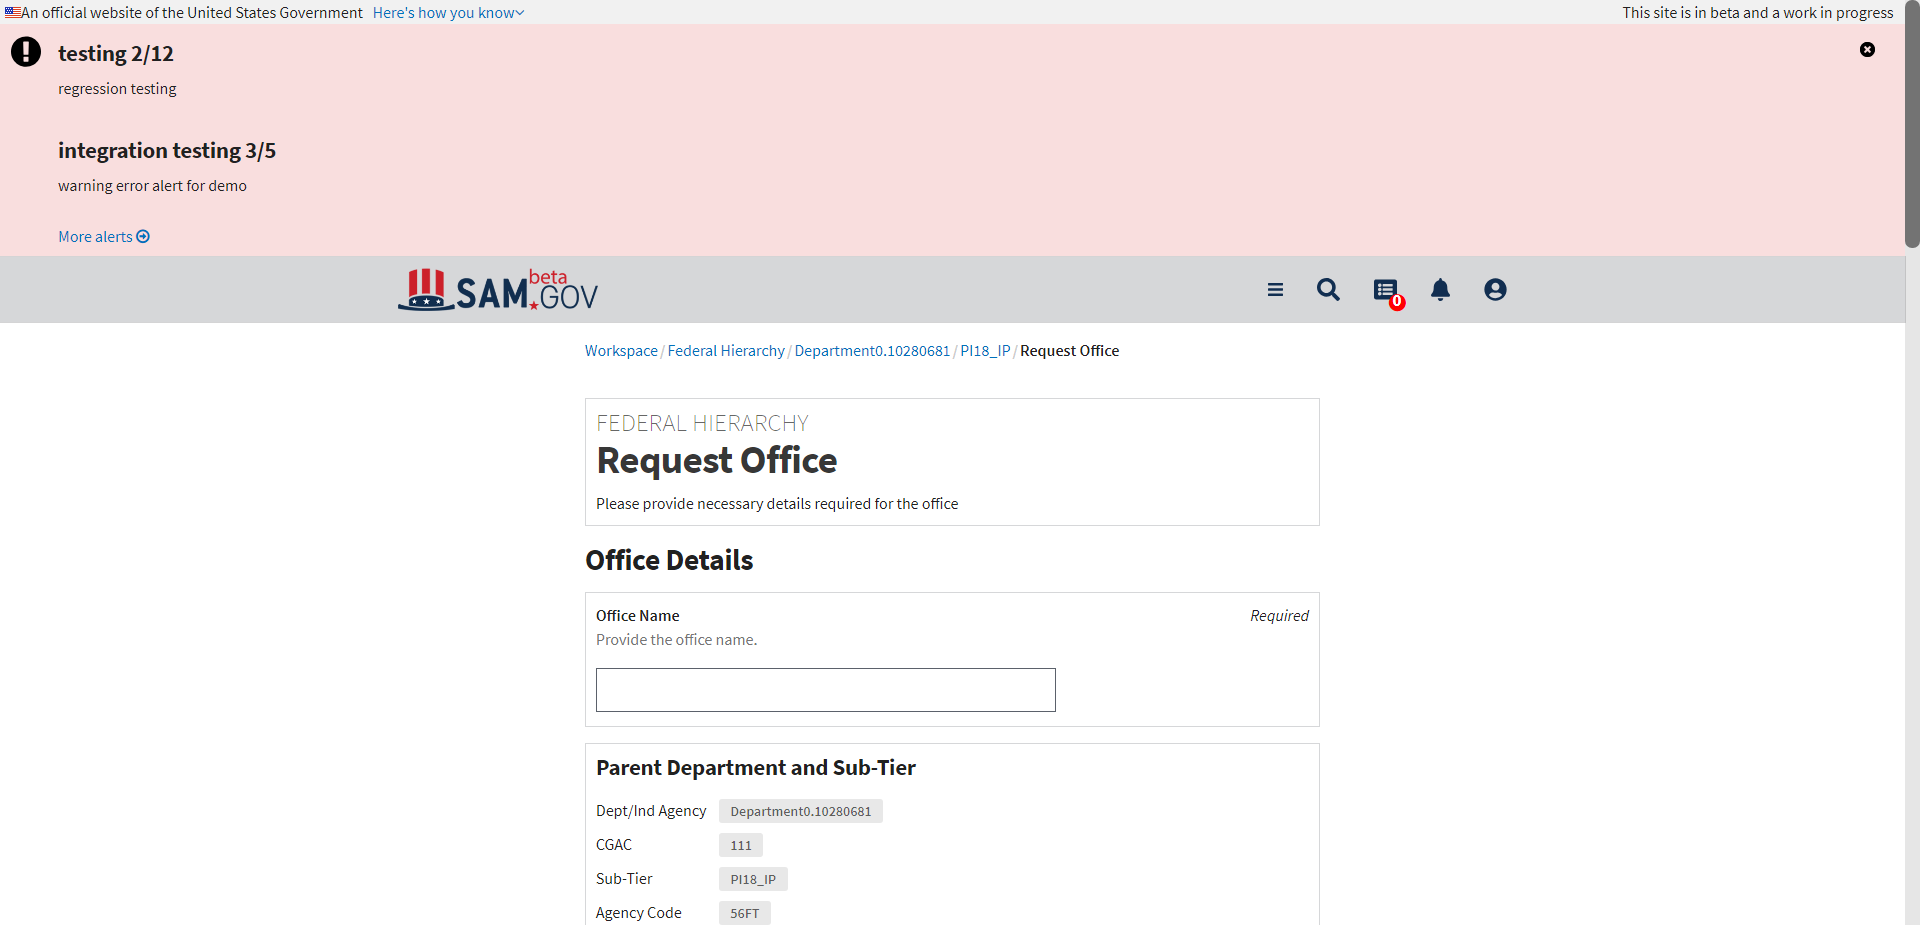 An official website of the United States Government Here's how you know
This site is in beta and a work in progress
testing 2/12
regression testing
integration testing 3/5
warning error alert for demo
More alerts
SAM.GOV beta
0
Workspace / Federal Hierarchy / Department0.10280681 / PI18_IP / Request Office
FEDERAL HIERARCHY
Request Office
Please provide necessary details required for the office
Office Details
Office Name Required
Provide the office name.
Parent Department and Sub-Tier
Dept/Ind Agency Department0.10280681
CGAC 111
Sub-Tier PI18_IP
Agency Code 56FT